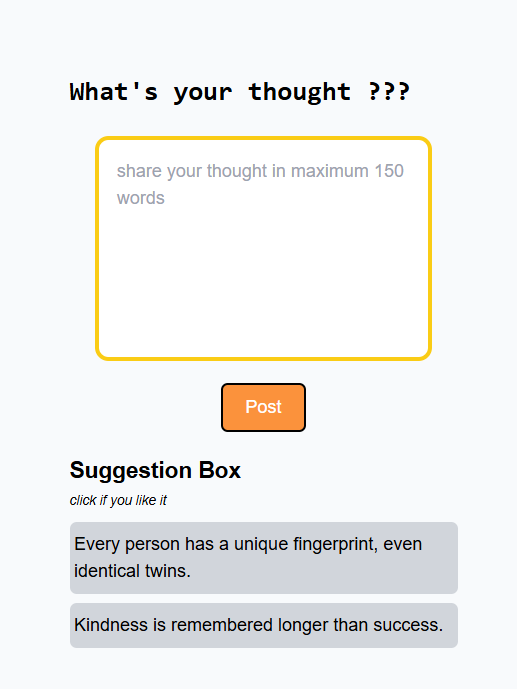 What's your thought ???
share your thought in maximum 150
words
Post
Suggestion Box
click if you like it
Every person has a unique fingerprint, even
identical twins.
Kindness is remembered longer than success.